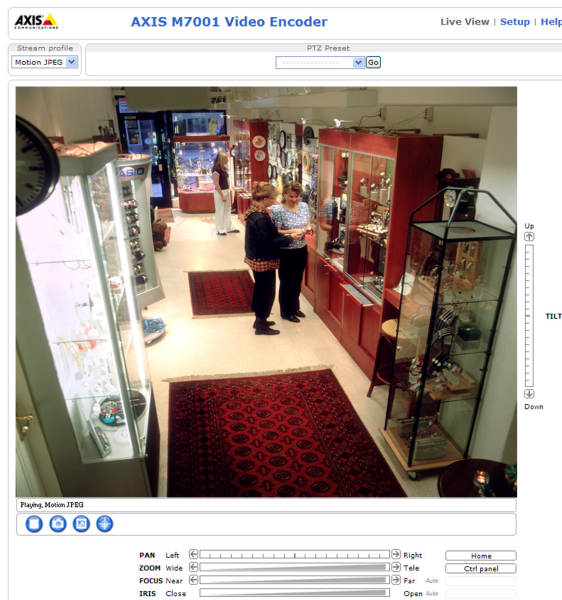 AXIS
COMMUNICATIONS
AXIS M7001 Video Encoder
Live View | Setup | Help
Stream profile
PTZ Preset
Motion JPEG
Go
CASIO
Up
TILT
Down
Playing, Motion JPEG
PAN Left Right Home
ZOOM Wide Tele Ctrl panel
FOCUS Near Far Auto
IRIS Close Open Auto